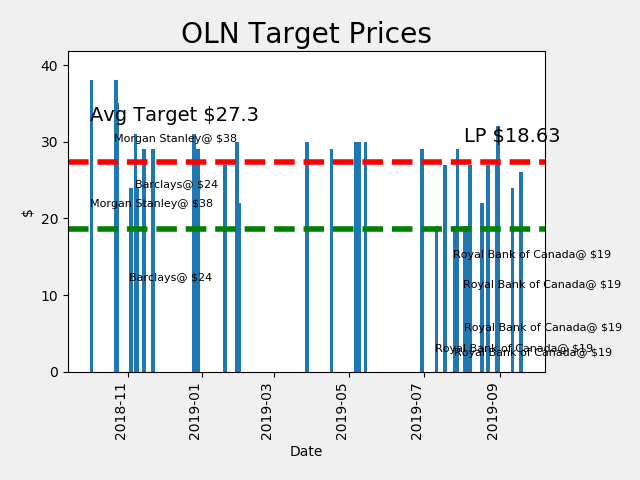 OLN Target Prices
40
30
20
10
0
$
Avg Target $27.3
LP $18.63
Morgan Stanley@ $38
Barclays@ $24
Morgan Stanley@ $38
Barclays@ $24
Royal Bank of Canada@ $19
Royal Bank of Canada@ $19
Royal Bank of Canada@ $19
Royal Bank of Canada@ $19
Royal Bank of Canada@ $19
2018-11
2019-01
2019-03
2019-05
2019-07
2019-09
Date